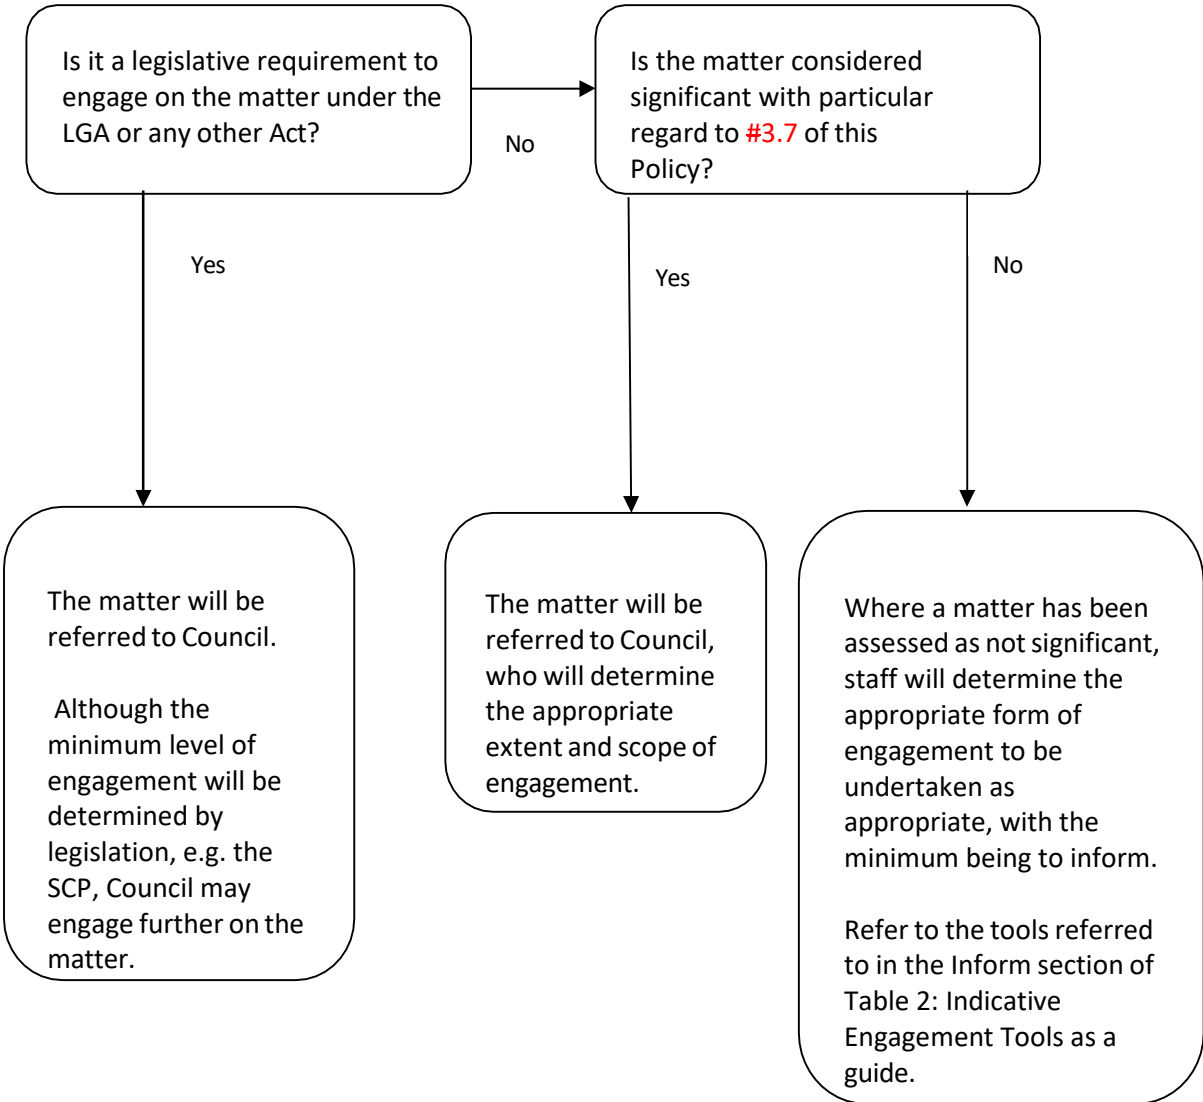 Is it a legislative requirement to
engage on the matter under the
LGA or any other Act?
No
Is the matter considered
significant with particular
regard to #3.7 of this
Policy?
Yes
Yes
No
The matter will be
referred to Council.
Although the
minimum level of
engagement will be
determined by
legislation, e.g. the
SCP, Council may
engage further on the
matter.
The matter will be
referred to Council,
who will determine
the appropriate
extent and scope of
engagement.
Where a matter has been
assessed as not significant,
staff will determine the
appropriate form of
engagement to be
undertaken as
appropriate, with the
minimum being to inform.
Refer to the tools referred
to in the Inform section of
Table 2: Indicative
Engagement Tools as a
guide.